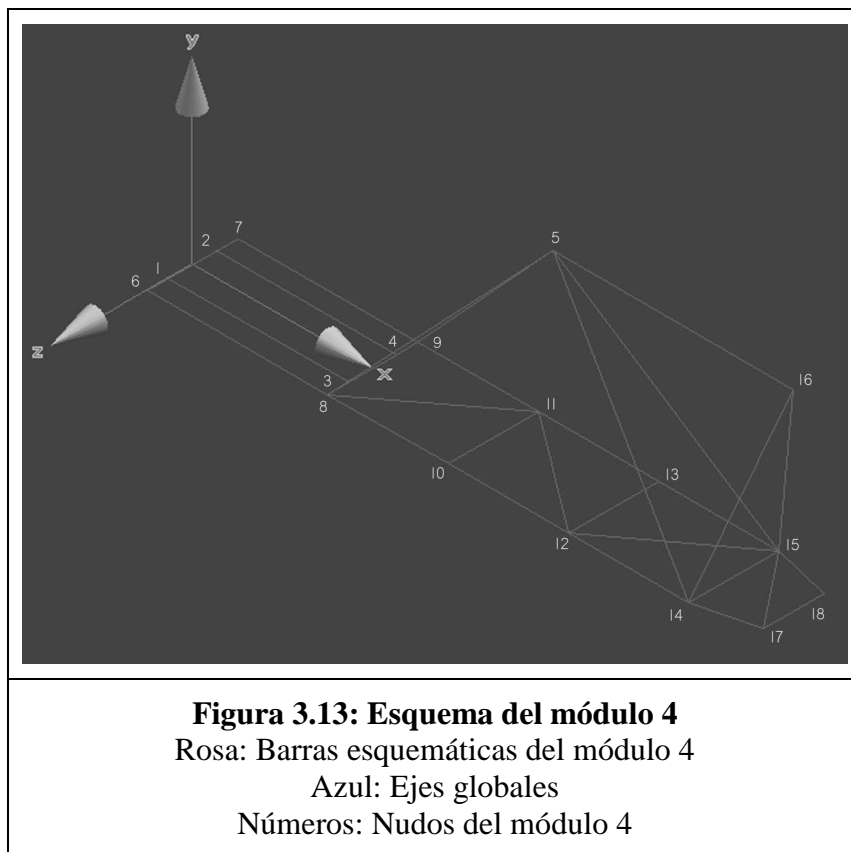 y
7
2
5
1
6
z
4
9
x
3
8
16
11
10
13
12
15
14
18
17
Figura 3.13: Esquema del módulo 4
Rosa: Barras esquemáticas del módulo 4
Azul: Ejes globales
Números: Nudos del módulo 4